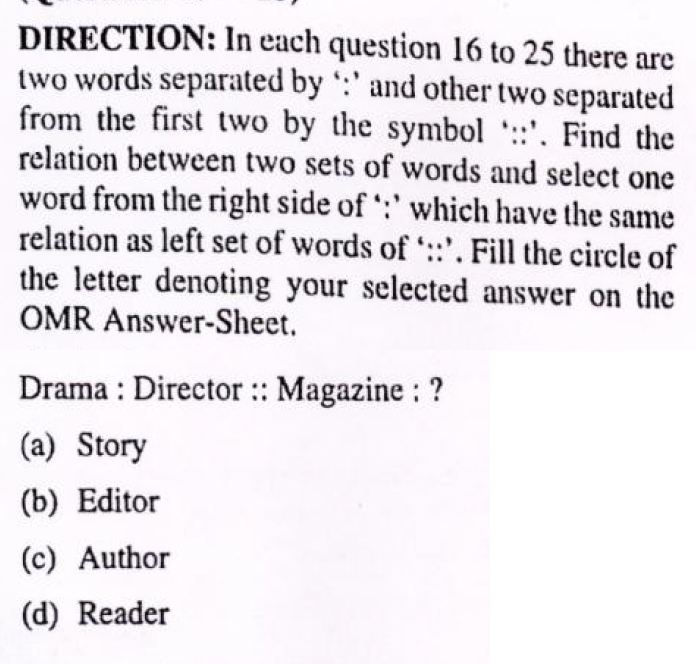 DIRECTION: In each question 16 to 25 there are
two words separated by ‘:’ and other two separated
from the first two by the symbol ‘::’. Find the
relation between two sets of words and select one
word from the right side of ‘:’ which have the same
relation as left set of words of ‘::’. Fill the circle of
the letter denoting your selected answer on the
OMR Answer-Sheet.
Drama : Director :: Magazine : ?
(a) Story
(b) Editor
(c) Author
(d) Reader